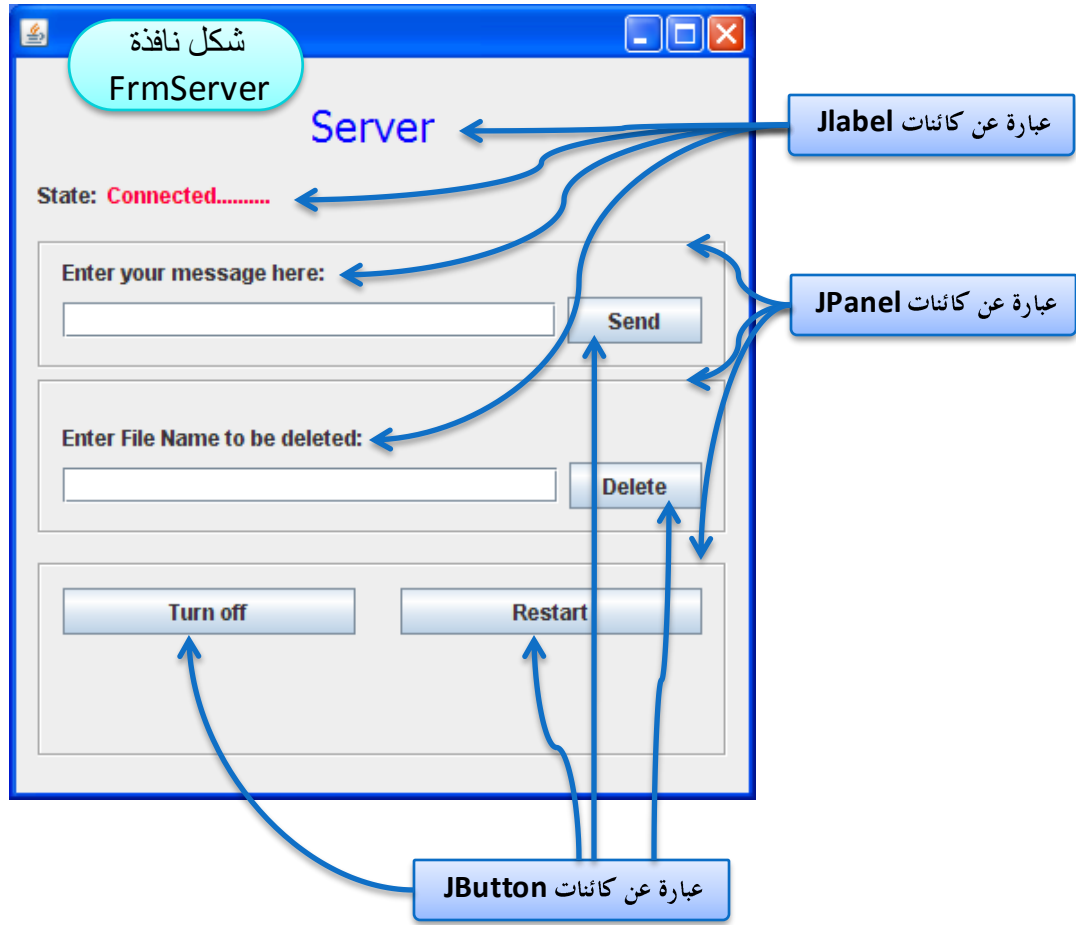 شكل نافذة
FrmServer
Server
عبارة عن كائنات Jlabel
State: Connected..........
Enter your message here:
Send
عبارة عن كائنات JPanel
Enter File Name to be deleted:
Delete
Turn off
Restart
عبارة عن كائنات JButton